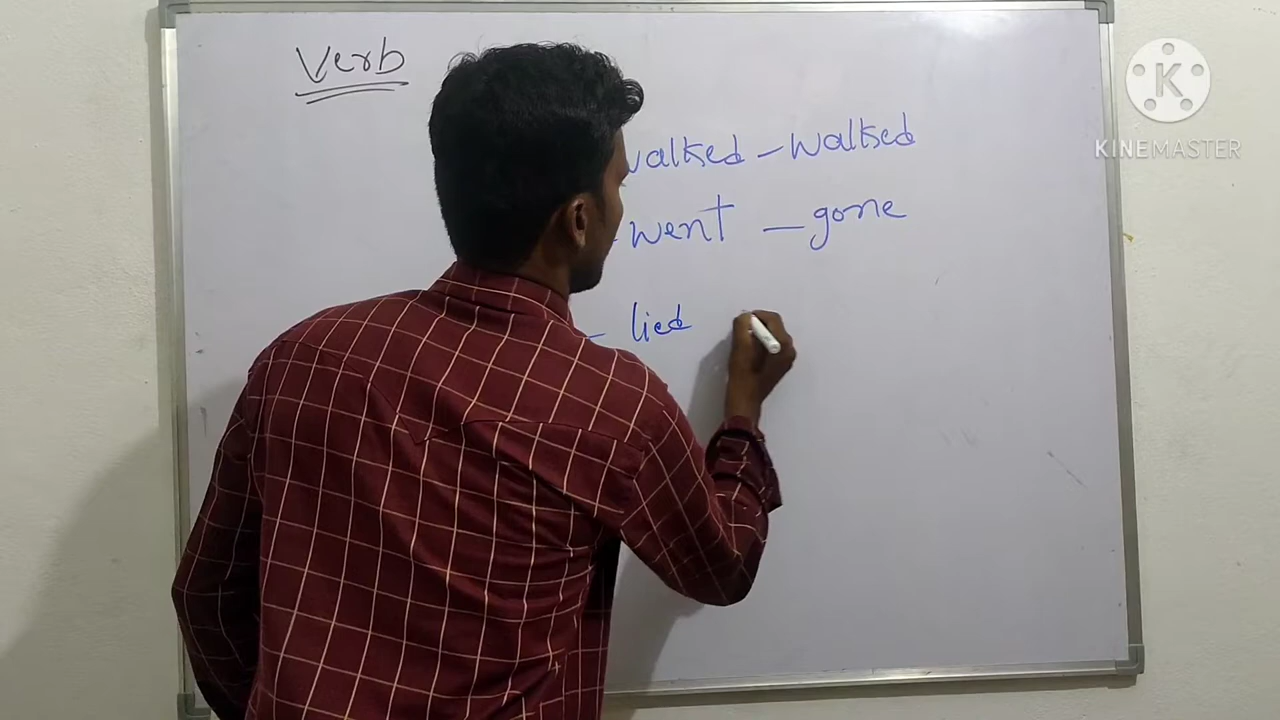 Verb
walked - walked
- went - gone
- lied
K
KINEMASTER